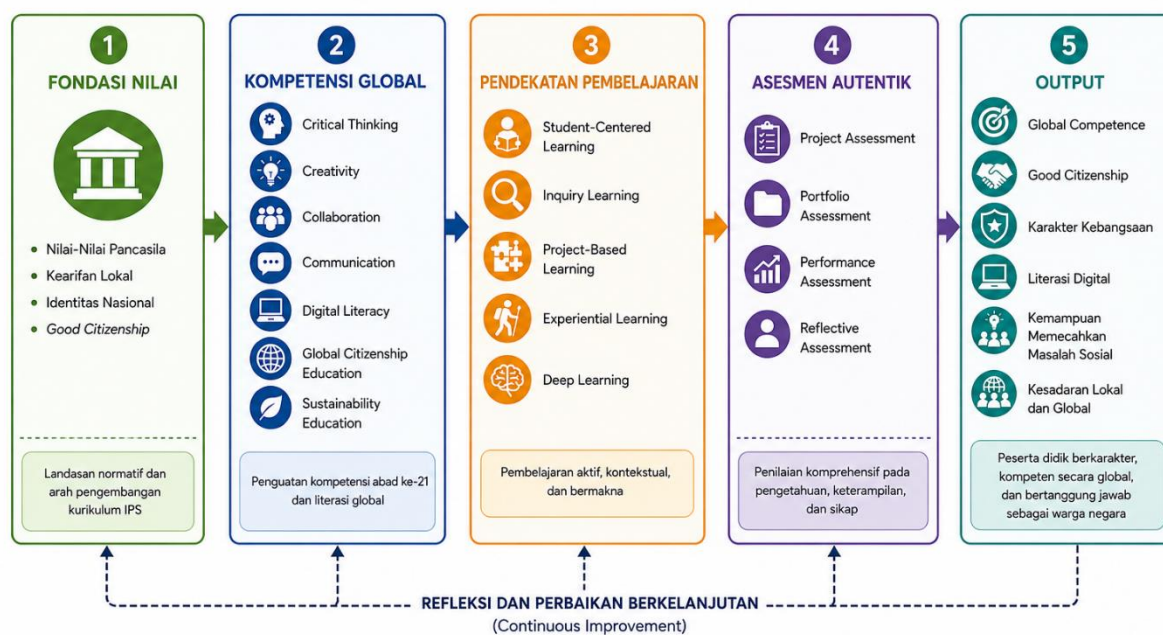 1
FONDASI NILAI
Nilai-Nilai Pancasila
Kearifan Lokal
Identitas Nasional
Good Citizenship
Landasan normatif dan
arah pengembangan
kurikulum IPS
2
KOMPETENSI GLOBAL
Critical Thinking
Creativity
Collaboration
Communication
Digital Literacy
Global Citizenship
Education
Sustainability
Education
Penguatan kompetensi abad ke-21
dan literasi global
3
PENDEKATAN PEMBELAJARAN
Student-Centered
Learning
Inquiry Learning
Project-Based
Learning
Experiential Learning
Deep Learning
Pembelajaran aktif, kontekstual,
dan bermakna
4
ASESMEN AUTENTIK
Project Assessment
Portfolio
Assessment
Performance
Assessment
Reflective
Assessment
Penilaian komprehensif pada
pengetahuan, keterampilan,
dan sikap
5
OUTPUT
Global Competence
Good Citizenship
Karakter Kebangsaan
Literasi Digital
Kemampuan
Memecahkan
Masalah Sosial
Kesadaran Lokal
dan Global
Peserta didik berkarakter,
kompeten secara global,
dan bertanggung jawab
sebagai warga negara
REFLEKSI DAN PERBAIKAN BERKELANJUTAN
(Continuous Improvement)